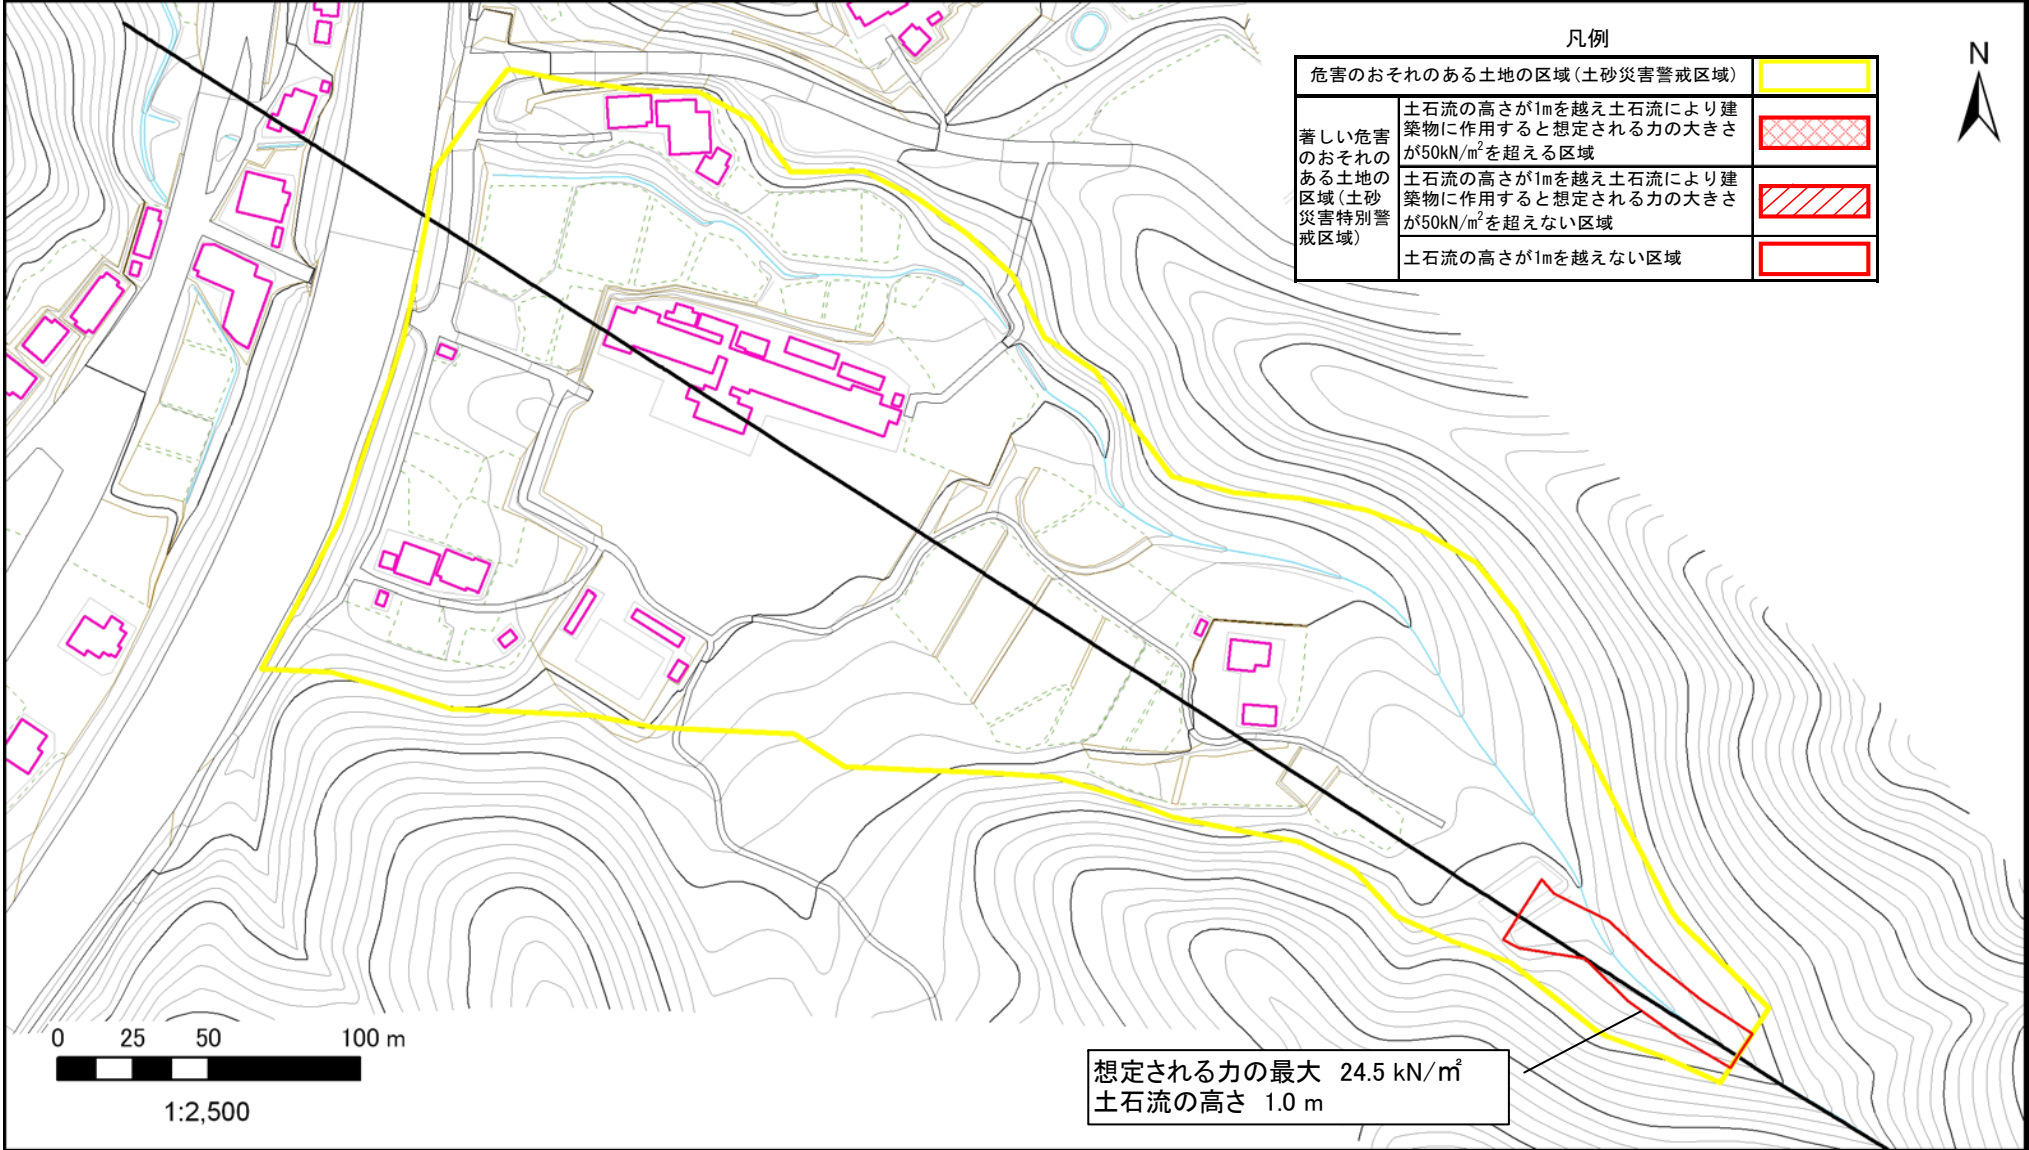 凡例
N
危害のおそれのある土地の区域(土砂災害警戒区域)
著しい危害
のおそれの
ある土地の
区域(土砂
災害特別警
戒区域)
土石流の高さが1mを越え土石流により建
築物に作用すると想定される力の大きさ
が50kN/m²を超える区域
土石流の高さが1mを越え土石流により建
築物に作用すると想定される力の大きさ
が50kN/m²を超えない区域
土石流の高さが1mを越えない区域
0 25 50 100 m
1:2,500
想定される力の最大 24.5 kN/㎡
土石流の高さ 1.0 m